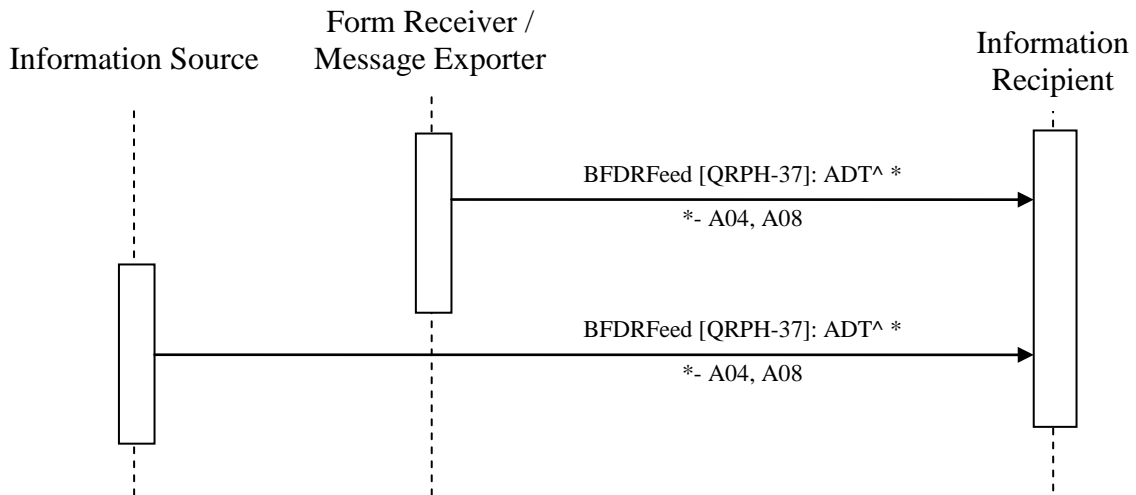 Information Source
Form Receiver /
Message Exporter
Information
Recipient
BFDRFeed [QRPH-37]: ADT^ *
*- A04, A08
BFDRFeed [QRPH-37]: ADT^ *
*- A04, A08